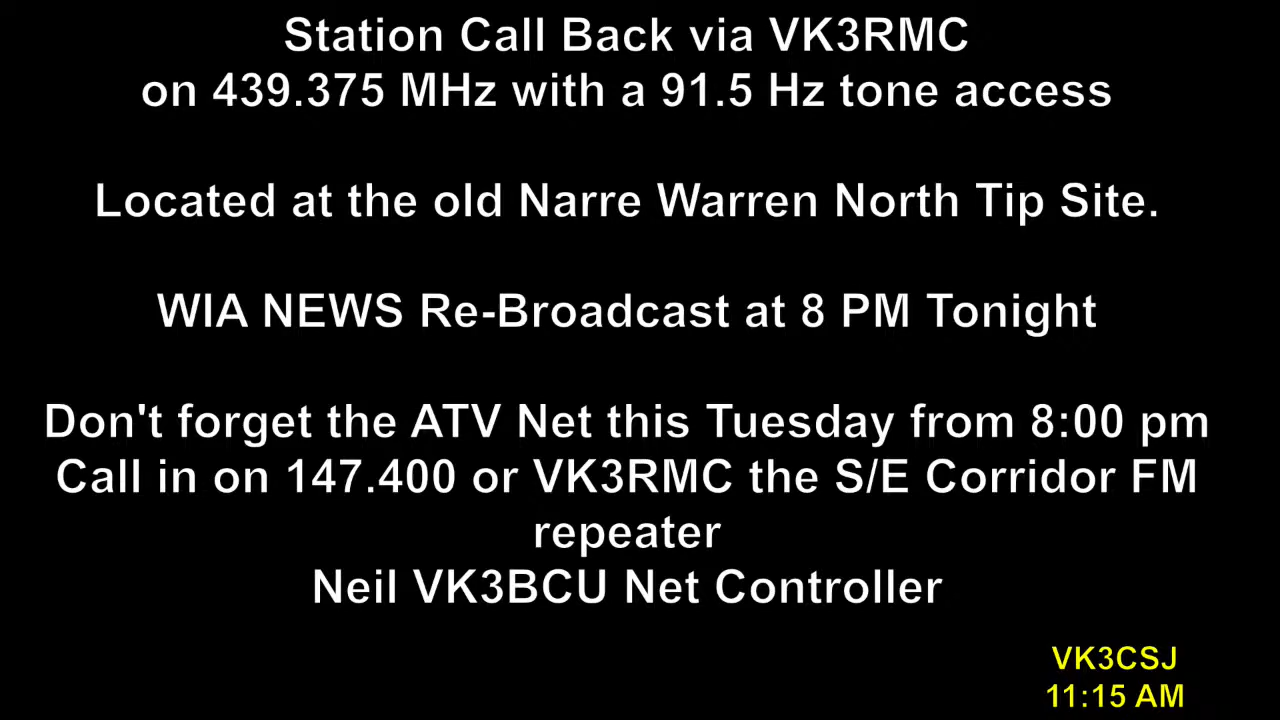 Station Call Back via VK3RMC
on 439.375 MHz with a 91.5 Hz tone access
Located at the old Narre Warren North Tip Site.
WIA NEWS Re-Broadcast at 8 PM Tonight
Don't forget the ATV Net this Tuesday from 8:00 pm
Call in on 147.400 or VK3RMC the S/E Corridor FM
repeater
Neil VK3BCU Net Controller
VK3CSJ
11:15 AM